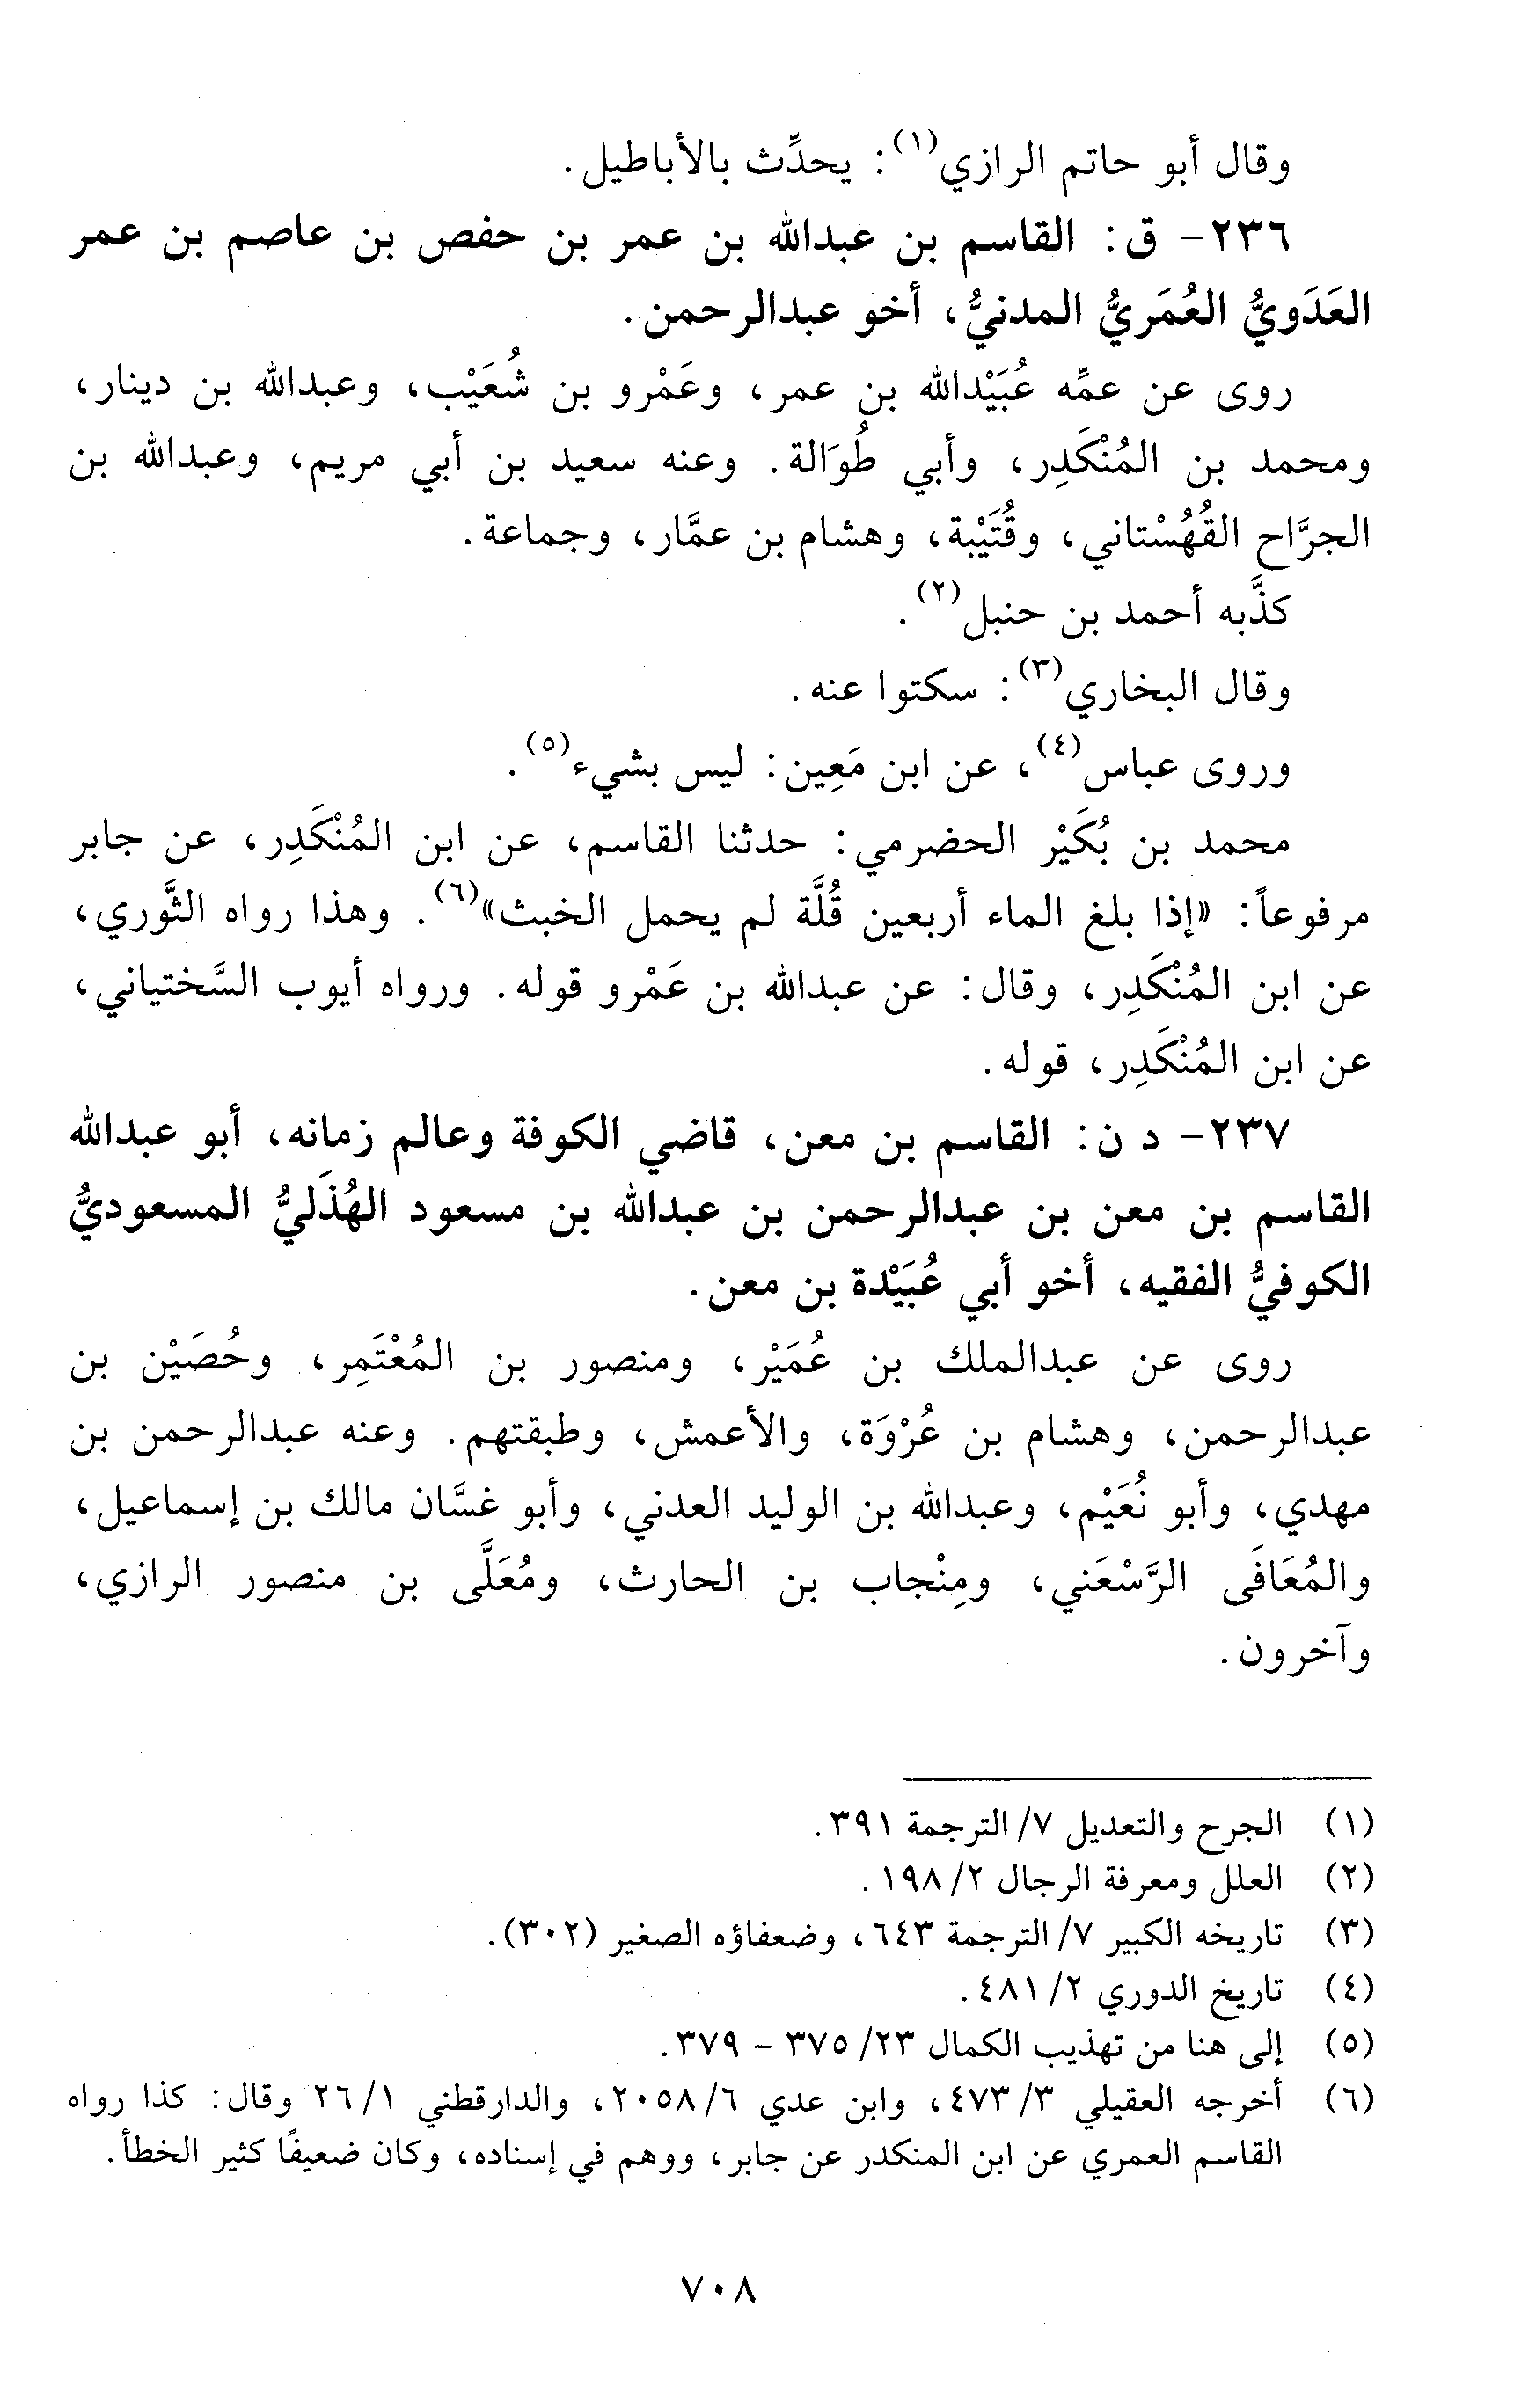 وقال أبو حاتم الرازي(١): يحدِّث بالأباطيل.
٢٣٦- ق: القاسم بن عبدالله بن عمر بن حفص بن عاصم بن عمر
العَدَويُّ العُمَريُّ المدنيُّ، أخو عبدالرحمن.
روى عن عمِّه عُبَيْدالله بن عمر، وعَمْرو بن شُعَيْب، وعبدالله بن دينار،
ومحمد بن المُنْكَدِر، وأبي طُوَالة. وعنه سعيد بن أبي مريم، وعبدالله بن
الجرَّاح القُهُسْتاني، وقُتَيْبة، وهشام بن عمَّار، وجماعة.
كذَّبه أحمد بن حنبل(٢).
وقال البخاري(٣): سكتوا عنه.
وروى عباس(٤)، عن ابن مَعِين: ليس بشيء(٥).
محمد بن بُكَيْر الحضرمي: حدثنا القاسم، عن ابن المُنْكَدِر، عن جابر
مرفوعاً: «إذا بلغ الماء أربعين قُلَّة لم يحمل الخبث»(٦). وهذا رواه الثَّوري،
عن ابن المُنْكَدِر، وقال: عن عبدالله بن عَمْرو قوله. ورواه أيوب السَّختياني،
عن ابن المُنْكَدِر، قوله.
٢٣٧- د ن: القاسم بن معن، قاضي الكوفة وعالم زمانه، أبو عبدالله
القاسم بن معن بن عبدالرحمن بن عبدالله بن مسعود الهُذَليُّ المسعوديُّ
الكوفيُّ الفقيه، أخو أبي عُبَيْدة بن معن.
روى عن عبدالملك بن عُمَيْر، ومنصور بن المُعْتَمِر، وحُصَيْن بن
عبدالرحمن، وهشام بن عُرْوَة، والأعمش، وطبقتهم. وعنه عبدالرحمن بن
مهدي، وأبو نُعَيْم، وعبدالله بن الوليد العدني، وأبو غسَّان مالك بن إسماعيل،
والمُعَافَى الرَّسْعَني، ومِنْجاب بن الحارث، ومُعَلَّى بن منصور الرازي،
وآخرون.
(١) الجرح والتعديل ٧/ الترجمة ٣٩١.
(٢) العلل ومعرفة الرجال ٢/ ١٩٨.
(٣) تاريخه الكبير ٧/ الترجمة ٦٤٣، وضعفاؤه الصغير (٣٠٢).
(٤) تاريخ الدوري ٢/ ٤٨١.
(٥) إلى هنا من تهذيب الكمال ٢٣/ ٣٧٥ - ٣٧٩.
(٦) أخرجه العقيلي ٣/ ٤٧٣، وابن عدي ٦/ ٢٠٥٨، والدارقطني ١/ ٢٦ وقال: كذا رواه
القاسم العمري عن ابن المنكدر عن جابر، ووهم في إسناده، وكان ضعيفًا كثير الخطأ.
٧٠٨